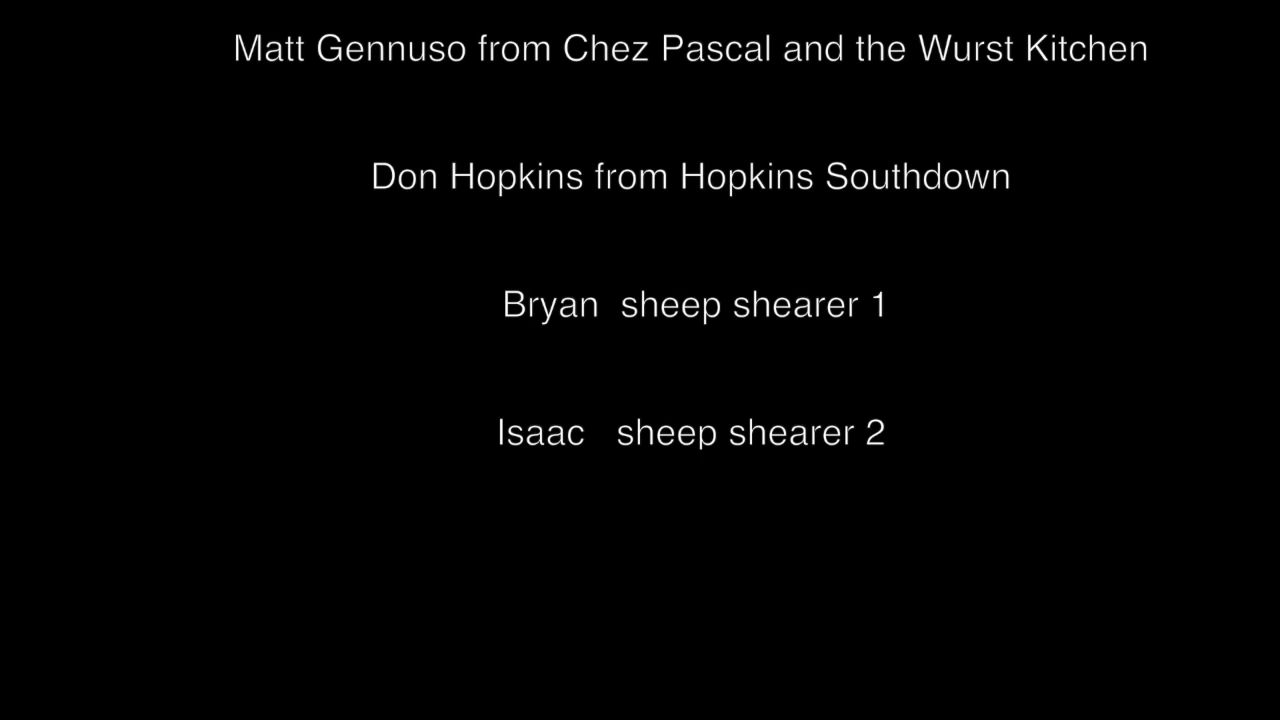 Matt Gennuso from Chez Pascal and the Wurst Kitchen
Don Hopkins from Hopkins Southdown
Bryan  sheep shearer 1
Isaac   sheep shearer 2